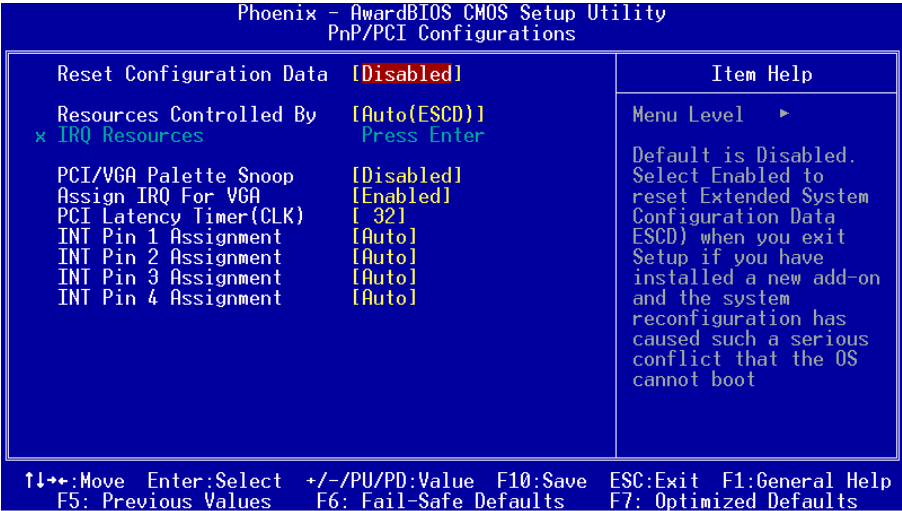 Phoenix - AwardBIOS CMOS Setup Utility
PnP/PCI Configurations
Reset Configuration Data [Disabled]
Resources Controlled By [Auto(ESCD)]
x IRQ Resources Press Enter
PCI/VGA Palette Snoop [Disabled]
Assign IRQ For VGA [Enabled]
PCI Latency Timer(CLK) [ 32]
INT Pin 1 Assignment [Auto]
INT Pin 2 Assignment [Auto]
INT Pin 3 Assignment [Auto]
INT Pin 4 Assignment [Auto]
Item Help
Menu Level ►
Default is Disabled.
Select Enabled to
reset Extended System
Configuration Data
ESCD) when you exit
Setup if you have
installed a new add-on
and the system
reconfiguration has
caused such a serious
conflict that the OS
cannot boot
↑↓→←:Move Enter:Select +/-/PU/PD:Value F10:Save ESC:Exit F1:General Help
F5: Previous Values F6: Fail-Safe Defaults F7: Optimized Defaults